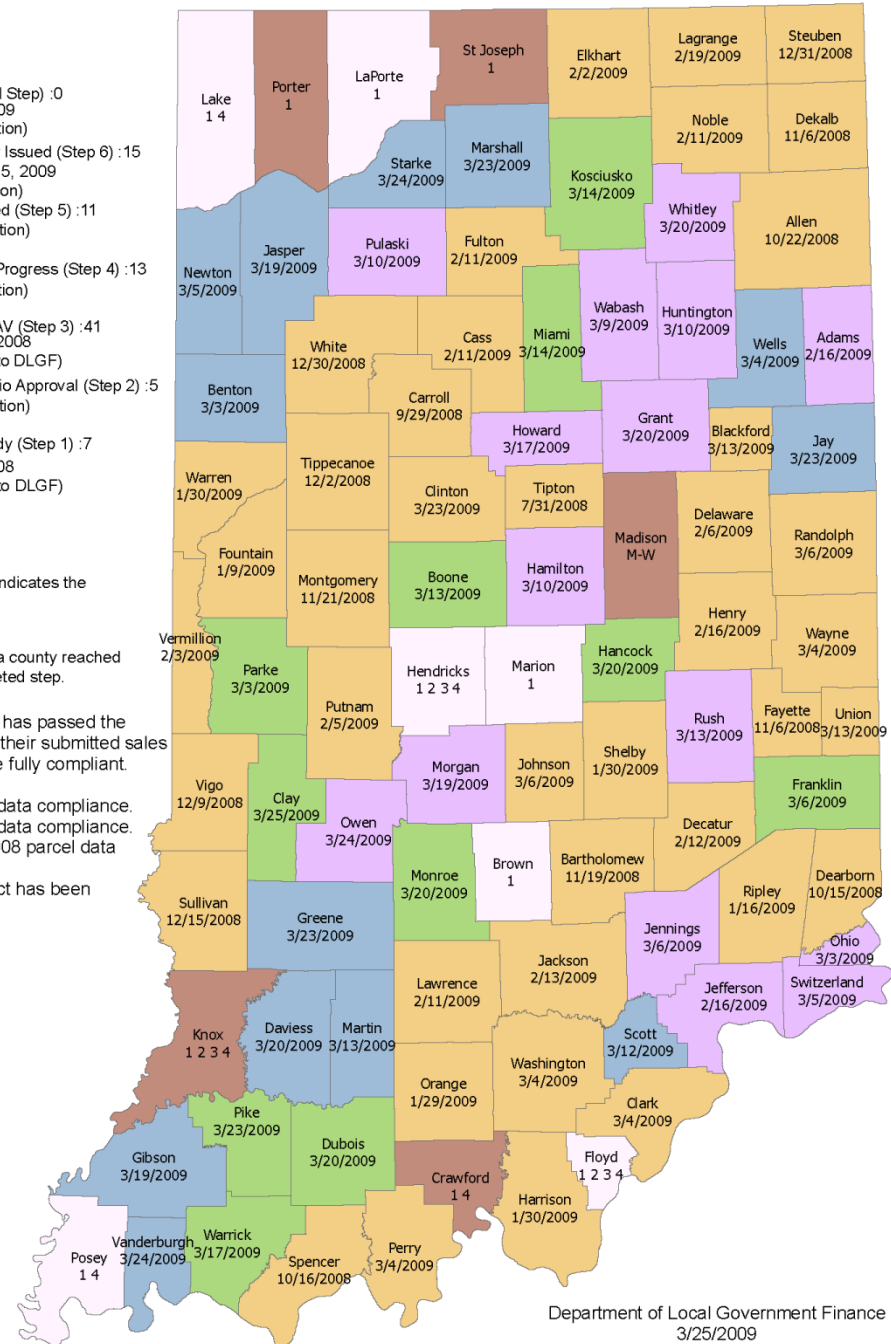 l Step) :0
09
tion)
r Issued (Step 6) :15
5, 2009
ion)
ed (Step 5) :11
tion)
Progress (Step 4) :13
tion)
AV (Step 3) :41
2008
to DLGF)
io Approval (Step 2) :5
tion)
dy (Step 1) :7
08
to DLGF)
indicates the
a county reached
eted step.
has passed the
their submitted sales
e fully compliant.
data compliance.
data compliance.
08 parcel data
ct has been
Lake
1 4
Porter
1
LaPorte
1
St Joseph
1
Elkhart
2/2/2009
Lagrange
2/19/2009
Steuben
12/31/2008
Noble
2/11/2009
Dekalb
11/6/2008
Starke
3/24/2009
Marshall
3/23/2009
Kosciusko
3/14/2009
Whitley
3/20/2009
Allen
10/22/2008
Newton
3/5/2009
Jasper
3/19/2009
Pulaski
3/10/2009
Fulton
2/11/2009
Wabash
3/9/2009
Huntington
3/10/2009
White
12/30/2008
Cass
2/11/2009
Miami
3/14/2009
Wells
3/4/2009
Adams
2/16/2009
Benton
3/3/2009
Carroll
9/29/2008
Howard
3/17/2009
Grant
3/20/2009
Blackford
3/13/2009
Jay
3/23/2009
Warren
1/30/2009
Tippecanoe
12/2/2008
Clinton
3/23/2009
Tipton
7/31/2008
Madison
M-W
Delaware
2/6/2009
Randolph
3/6/2009
Fountain
1/9/2009
Montgomery
11/21/2008
Boone
3/13/2009
Hamilton
3/10/2009
Henry
2/16/2009
Wayne
3/4/2009
Vermillion
2/3/2009
Parke
3/3/2009
Putnam
2/5/2009
Hendricks
1 2 3 4
Marion
1
Hancock
3/20/2009
Rush
3/13/2009
Fayette
11/6/2008
Union
3/13/2009
Vigo
12/9/2008
Clay
3/25/2009
Owen
3/24/2009
Morgan
3/19/2009
Johnson
3/6/2009
Shelby
1/30/2009
Franklin
3/6/2009
Decatur
2/12/2009
Sullivan
12/15/2008
Greene
3/23/2009
Monroe
3/20/2009
Brown
1
Bartholomew
11/19/2008
Jennings
3/6/2009
Ripley
1/16/2009
Dearborn
10/15/2008
Ohio
3/3/2009
Switzerland
3/5/2009
Jefferson
2/16/2009
Jackson
2/13/2009
Lawrence
2/11/2009
Knox
1 2 3 4
Daviess
3/20/2009
Martin
3/13/2009
Scott
3/12/2009
Washington
3/4/2009
Orange
1/29/2009
Clark
3/4/2009
Pike
3/23/2009
Dubois
3/20/2009
Gibson
3/19/2009
Crawford
1 4
Floyd
1 2 3 4
Harrison
1/30/2009
Posey
1 4
Vanderburgh
3/24/2009
Warrick
3/17/2009
Spencer
10/16/2008
Perry
3/4/2009
Department of Local Government Finance
3/25/2009